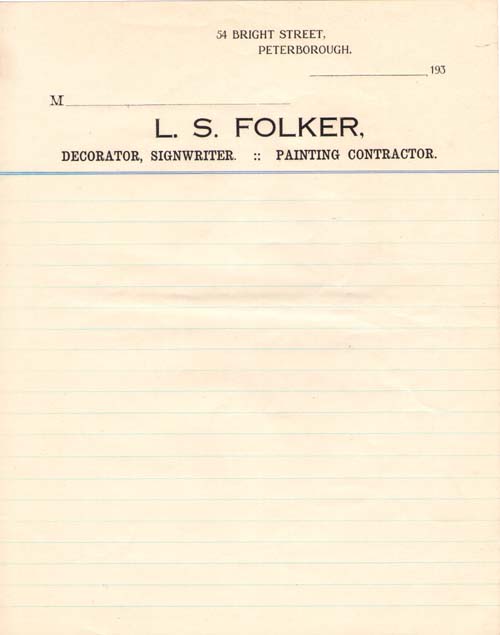 54 BRIGHT STREET,
PETERBOROUGH.
193
M
L. S. FOLKER,
DECORATOR, SIGNWRITER. :: PAINTING CONTRACTOR.